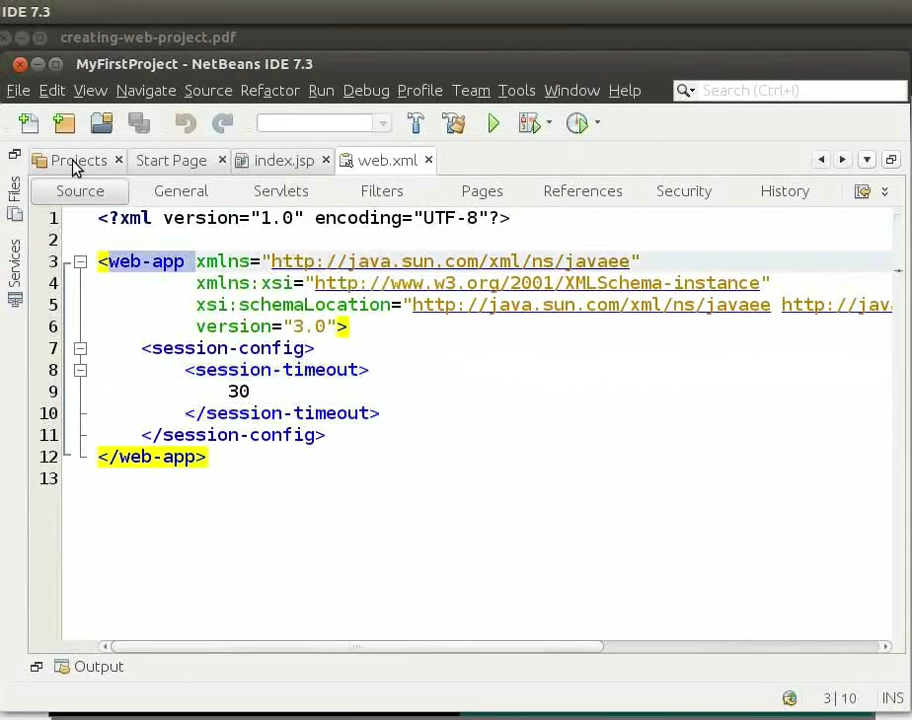 IDE 7.3
creating-web-project.pdf
MyFirstProject - NetBeans IDE 7.3
File Edit View Navigate Source Refactor Run Debug Profile Team Tools Window Help Search (Ctrl+I)
Projects Start Page index.jsp web.xml
Files
Services
Source General Servlets Filters Pages References Security History
1 <?xml version="1.0" encoding="UTF-8"?>
2
3 <web-app xmlns="http://java.sun.com/xml/ns/javaee"
4 xmlns:xsi="http://www.w3.org/2001/XMLSchema-instance"
5 xsi:schemaLocation="http://java.sun.com/xml/ns/javaee http://jav
6 version="3.0">
7 <session-config>
8 <session-timeout>
9 30
10 </session-timeout>
11 </session-config>
12 </web-app>
13
Output
3|10 INS